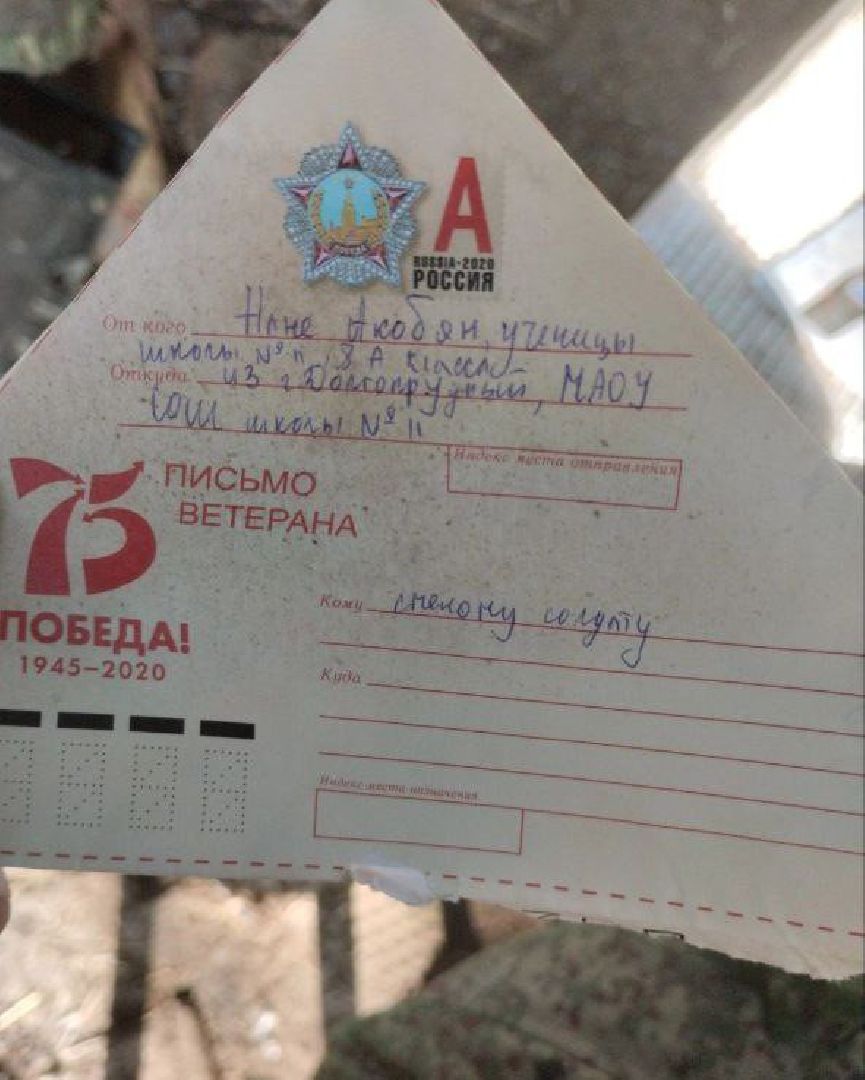 А
RUSSIA-2020
РОССИЯ
От кого Нане Акобян, ученицы
школы № 11, 8 А класса
Откуда из г Долгопрудный, МАОУ
СОШ школы № 11
Индекс места отправления
75
ПИСЬМО
ВЕТЕРАНА
ПОБЕДА!
1945–2020
Кому смелому солдату
Куда
Индекс места назначения